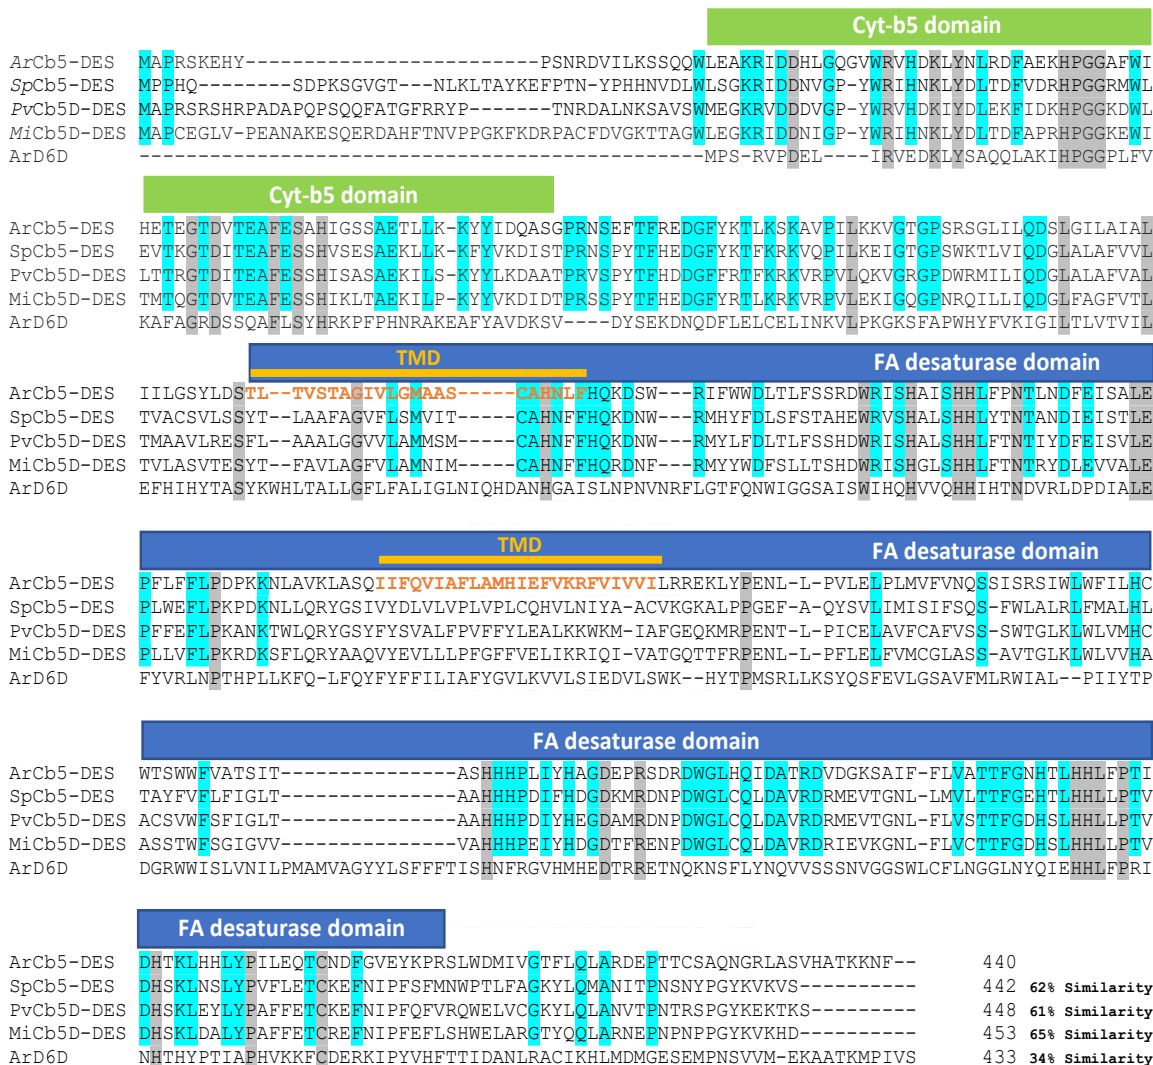 Cyt-b5 domain
ArCb5-DES MAPRSKEHY-----------------------PSNRDVILKSSQQWLEAKRIDDHLGQGVWRVHDKLYNLRDFAEKHPGGAFWI
SpCb5-DES MPPHQ------SDPKSGVGT---NLKLTAYKEFPTN-YPHHNVDLWLSGKRIDDNVGP-YWRIHNKLYDLTDFVDRHPGGRMWL
PvCb5D-DES MAPRSRSHRPADAPQPSQQFATGFRRYP------TNRDALNKSAVSWMEGKRVDDDVGP-YWRVHDKIYDLEKFIDKHPGGKDWL
MiCb5D-DES MAPCEGLV-PEANAKESQERDAHFTNVPPGKFKDRPACFDVGKTTAGWLEGKRIDDNIGP-YWRIHNKLYDLTDFAPRHPGGKEWI
ArD6D -----------------------------------------------MPS-RVPDEL----IRVEDKLYSAQQLAKIHPGGPLFV
Cyt-b5 domain
ArCb5-DES HETEGTDVTEAFESAHIGSSAETLLK-KYYIDQASGPRNSEFTFREDGFYKTLKSKAVPILKKVGTGPSRSGLILQDSLGILAIAL
SpCb5-DES EVTKGTDITEAFESSHVSESAEKLLK-KFYVKDISTPRNSPYTFHEDGFYKTFKRKVQPILKEIGTGPSWKTLVIQDGLALAFVVL
PvCb5-DES LTTRGTDITEAFESSHISASAEKILS-KYYLKDAATPRVSPYTFHDDGFFRTFKRKVRPVLQKVGRGPDWRMILIQDGLALAFVAL
MiCb5D-DES TMTQGTDVTEAFESSHIKLTAEKILP-KYYVKDIDTPRSSPYTFHEDGFYRTLKRKVRPVLEKIGQGPNRQILLIQDGLFAGFVTL
ArD6D KAFAGRDSSQAFLSYHRKPFPHNRAKEAFYAVDKSV----DYSEKDNQDFLELCELINKVLPKGKSFAPWHYFVKIGILTLVTVIL
TMD FA desaturase domain
ArCb5-DES IILGSYLDSTL--TVSTAGIVLGMAAS-----CAHNLFHQKDSW---RIFWWDLTLFSSRDWRISHAISHHLFPNTLNDFEISALE
SpCb5-DES TVACSVLSSYT--LAAFAGVFLSMVIT-----CAHNFFHQKDNW---RMHYFDLSFSTAHEWRVSHALSHHLYTNTANDIEISTLE
PvCb5D-DES TMAAVLRESFL--AAALGGVVLAMMSM-----CAHNFFHQKDNW---RMYLFDLTLFSSHDWRISHALSHHLFTNTIYDFEISVLE
MiCb5D-DES TVLASVTESYT--FAVLAGFVLAMNIM-----CAHNFFHQRDNF---RMYYWDFSLLTSHDWRISHGLSHHLFTNTRYDLEVVALE
ArD6D EFHIHYTASYKWHLTALLGFLFALIGLNIQHDANHGAISLNPNVNRFLGTFQNWIGGSAISWIHQHVVQHHIHTNDVRLDPDIALE
TMD FA desaturase domain
ArCb5-DES PFLFFLPDPKKNLAVKLASQIIFQVIAFLAMHIEFVKRFVIVVILRREKLYPENL-L-PVLELPLMVFVNQSSISRSIWLWFILHC
SpCb5-DES PLWEFLPKPDKNLLQRYGSIVYDLVLVPLVPLCQHVLNIYA-ACVKGKALPPGEF-A-QYSVLIMISIFSQS-FWLALRLFMALHL
PvCb5D-DES PFFEFLPKANKTWLQRYGSYFYSVALFPVFFYLEALKKWKM-IAFGEQKMRPENT-L-PICELAVFCAFVSS-SWTGLKLWLVMHC
MiCb5D-DES PLLVFLPKRDKSFLQRYAAQVYEVLLLPFGFFVELIKRIQI-VATGQTTFRPENL-L-PFLELFVMCGLASS-AVTGLKLWLVVHA
ArD6D FYVRLNPTHPLLKFQ-LFQYFYFFILIAFYGVLKVVLSIEDVLSWK--HYTPMSRLLKSYQSFEVLGSAVFMLRWIAL--PIIYTP
FA desaturase domain
ArCb5-DES WTSWWFVATSIT--------------ASHHHPLIYHAGDEPRSDRDWGLHQIDATRDVDGKSAIF-FLVATTFGNHTLHHLFPTI
SpCb5-DES TAYFVFLFIGLT--------------AAHHHPDIFHDGDKMRDNPDWGLCQLDAVRDRMEVTGNL-LMVLTTFGEHTLHHLLPTV
PvCb5D-DES ACSVWFSFIGLT--------------AAHHHPDIYHEGDAMRDNPDWGLCQLDAVRDRMEVTGNL-FLVSTTFGDHSLHHLLPTV
MiCb5D-DES ASSTWFSGIGVV--------------VAHHHPEIYHDGDTFRENPDWGLCQLDAVRDRIEVKGNL-FLVCTTFGDHSLHHLLPTV
ArD6D DGRWWISLVNILPMAMVAGYYLSFFFTISHNFRGVHMHEDTRRETNQKNSFLYNQVVSSSNVGGSWLCFLNGGLNYQIEHHLFPRI
FA desaturase domain
ArCb5-DES DHTKLHHLYPILEQTCNDFGVEYKPRSLWDMIVGTFLQLARDEPTTCSAQNGRLASVHATKKNF-- 440
SpCb5-DES DHSKLNSLYPVFLETCKEFNIPFSFMNWPTLFAGKYLQMANITPNSNYPGYKVKVS---------- 442 62% Similarity
PvCb5D-DES DHSKLEYLYPAFFETCKEFNIPFQFVRQWELVCGKYLQLARVTPNTRSPGYKEKTKS--------- 448 61% Similarity
MiCb5D-DES DHSKLDALYPAFFETCREFNIPFEFLSHWELARGTYQQLARNEPNPNPPGYKVKHD---------- 453 65% Similarity
ArD6D NHTHYPTIAPHVKKFCDERKIPYVHFTTIDANLRACIKHLMDMGESEMPNSVVM-EKAATKMPIVS 433 34% Similarity